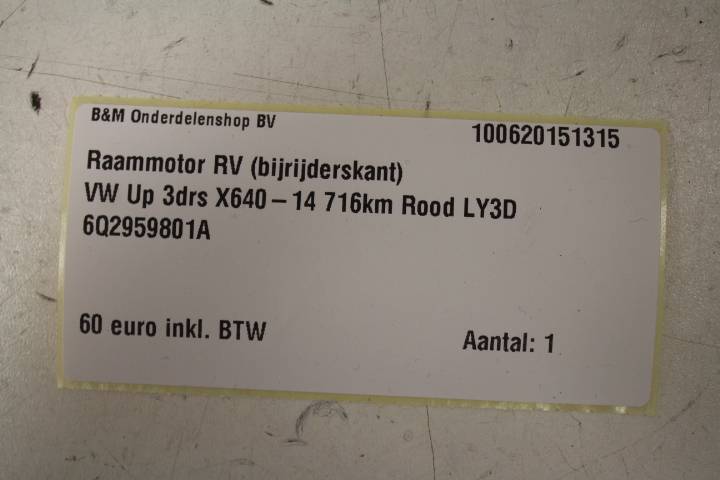 B&M Onderdelenshop BV 100620151315
Raammotor RV (bijrijderskant)
VW Up 3drs X640 – 14 716km Rood LY3D
6Q2959801A
60 euro inkl. BTW Aantal: 1